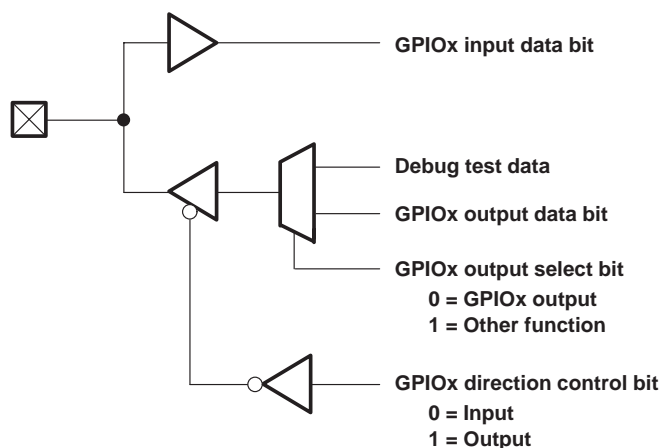 GPIOx input data bit
Debug test data
GPIOx output data bit
GPIOx output select bit
0 = GPIOx output
1 = Other function
GPIOx direction control bit
0 = Input
1 = Output